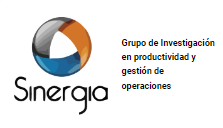 Sinergia
Grupo de Investigación
en productividad y
gestión de
operaciones